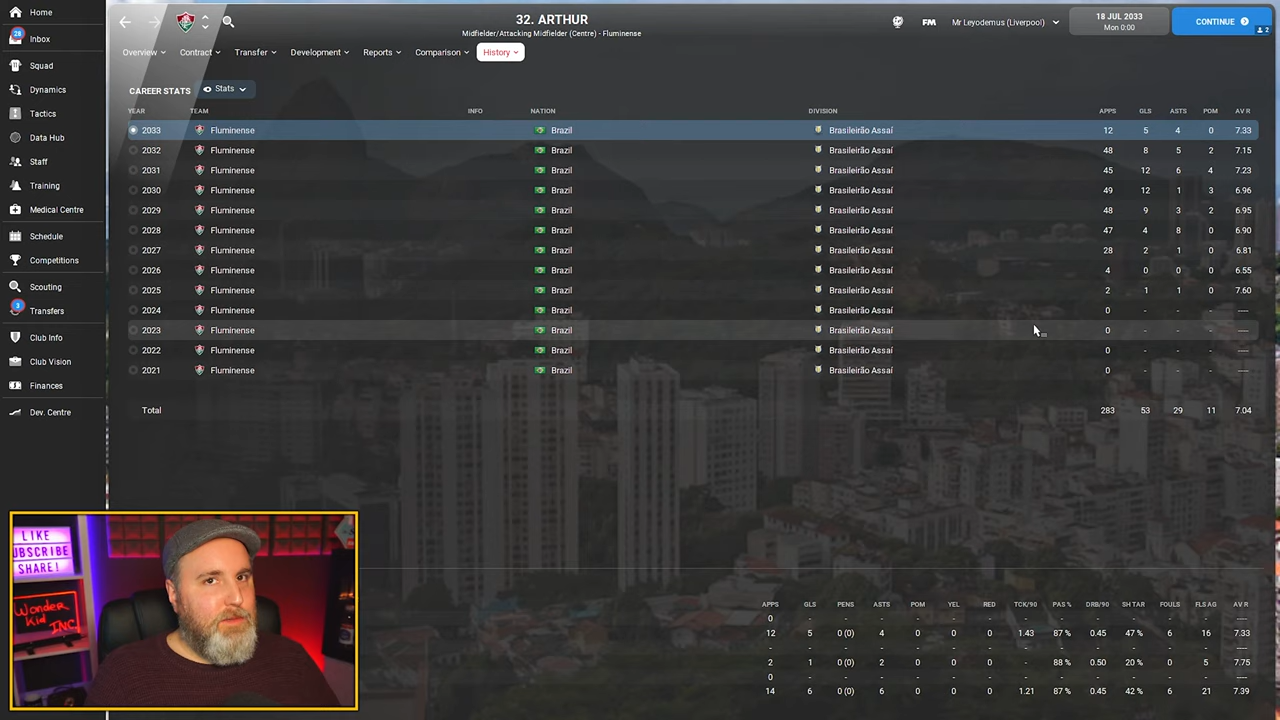 Home
32. ARTHUR
Midfielder/Attacking Midfielder (Centre) - Fluminense
FM
Mr Leyodemus (Liverpool)
18 JUL 2033
Mon 0:00
CONTINUE
2
28
Inbox
Squad
Dynamics
Tactics
Data Hub
Staff
Training
Medical Centre
Schedule
Competitions
Scouting
3
Transfers
Club Info
Club Vision
Finances
Dev. Centre
Overview Contract Transfer Development Reports Comparison History
CAREER STATS Stats
YEAR TEAM INFO NATION DIVISION APPS GLS ASTS POM AV R
2033 Fluminense Brazil Brasileirão Assaí 12 5 4 0 7.33
2032 Fluminense Brazil Brasileirão Assaí 48 8 5 2 7.15
2031 Fluminense Brazil Brasileirão Assaí 45 12 6 4 7.23
2030 Fluminense Brazil Brasileirão Assaí 49 12 1 3 6.96
2029 Fluminense Brazil Brasileirão Assaí 48 9 3 2 6.95
2028 Fluminense Brazil Brasileirão Assaí 47 4 8 0 6.90
2027 Fluminense Brazil Brasileirão Assaí 28 2 1 0 6.81
2026 Fluminense Brazil Brasileirão Assaí 4 0 0 0 6.55
2025 Fluminense Brazil Brasileirão Assaí 2 1 1 0 7.60
2024 Fluminense Brazil Brasileirão Assaí 0 - - - ----
2023 Fluminense Brazil Brasileirão Assaí 0 - - - ----
2022 Fluminense Brazil Brasileirão Assaí 0 - - - ----
2021 Fluminense Brazil Brasileirão Assaí 0 - - - ----
Total 283 53 29 11 7.04
APPS GLS PENS ASTS POM YEL RED TCK/90 PAS % DRB/90 SH TAR FOULS FLS AG AV R
0 - - - - - - - - - - - - ----
12 5 0 (0) 4 0 0 0 1.43 87 % 0.45 47 % 6 16 7.33
- - - - - - - - - - - - ----
2 1 0 (0) 2 0 0 0 - 88 % 0.50 20 % 0 5 7.75
0 - - - - - - - - - - - - ----
14 6 0 (0) 6 0 0 0 1.21 87 % 0.45 42 % 6 21 7.39
LIKE
UBSCRIBE
SHARE!
Wonder
Kid
INC.